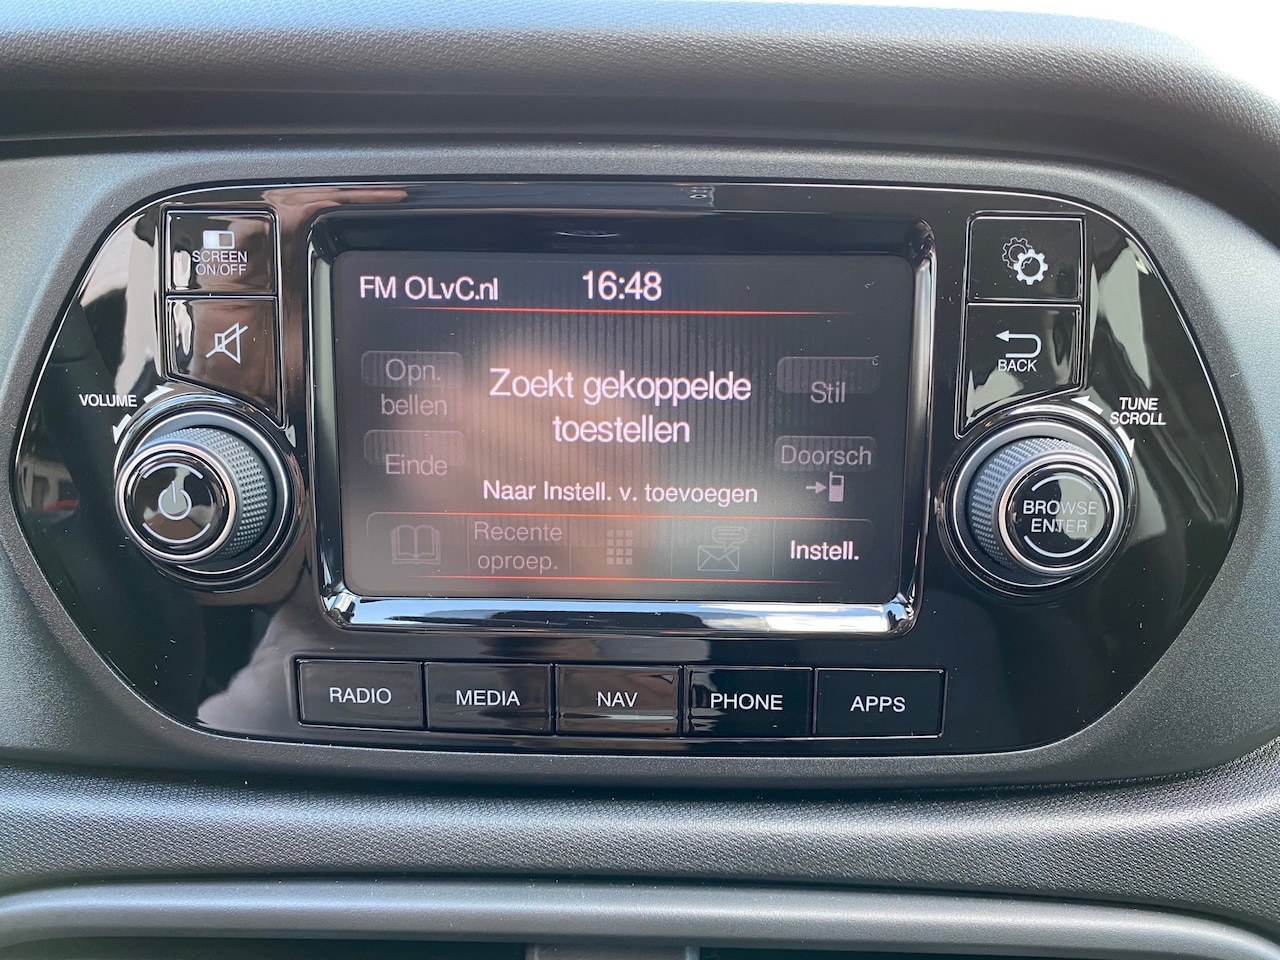 SCREEN
ON/OFF
FM OLvC.nl 16:48
BACK
VOLUME
TUNE
SCROLL
Opn.
bellen
Zoekt gekoppelde
toestellen
Stil
Einde
Doorsch
Naar Instell. v. toevoegen
BROWSE
ENTER
Recente
oproep.
Instell.
RADIO MEDIA NAV PHONE APPS